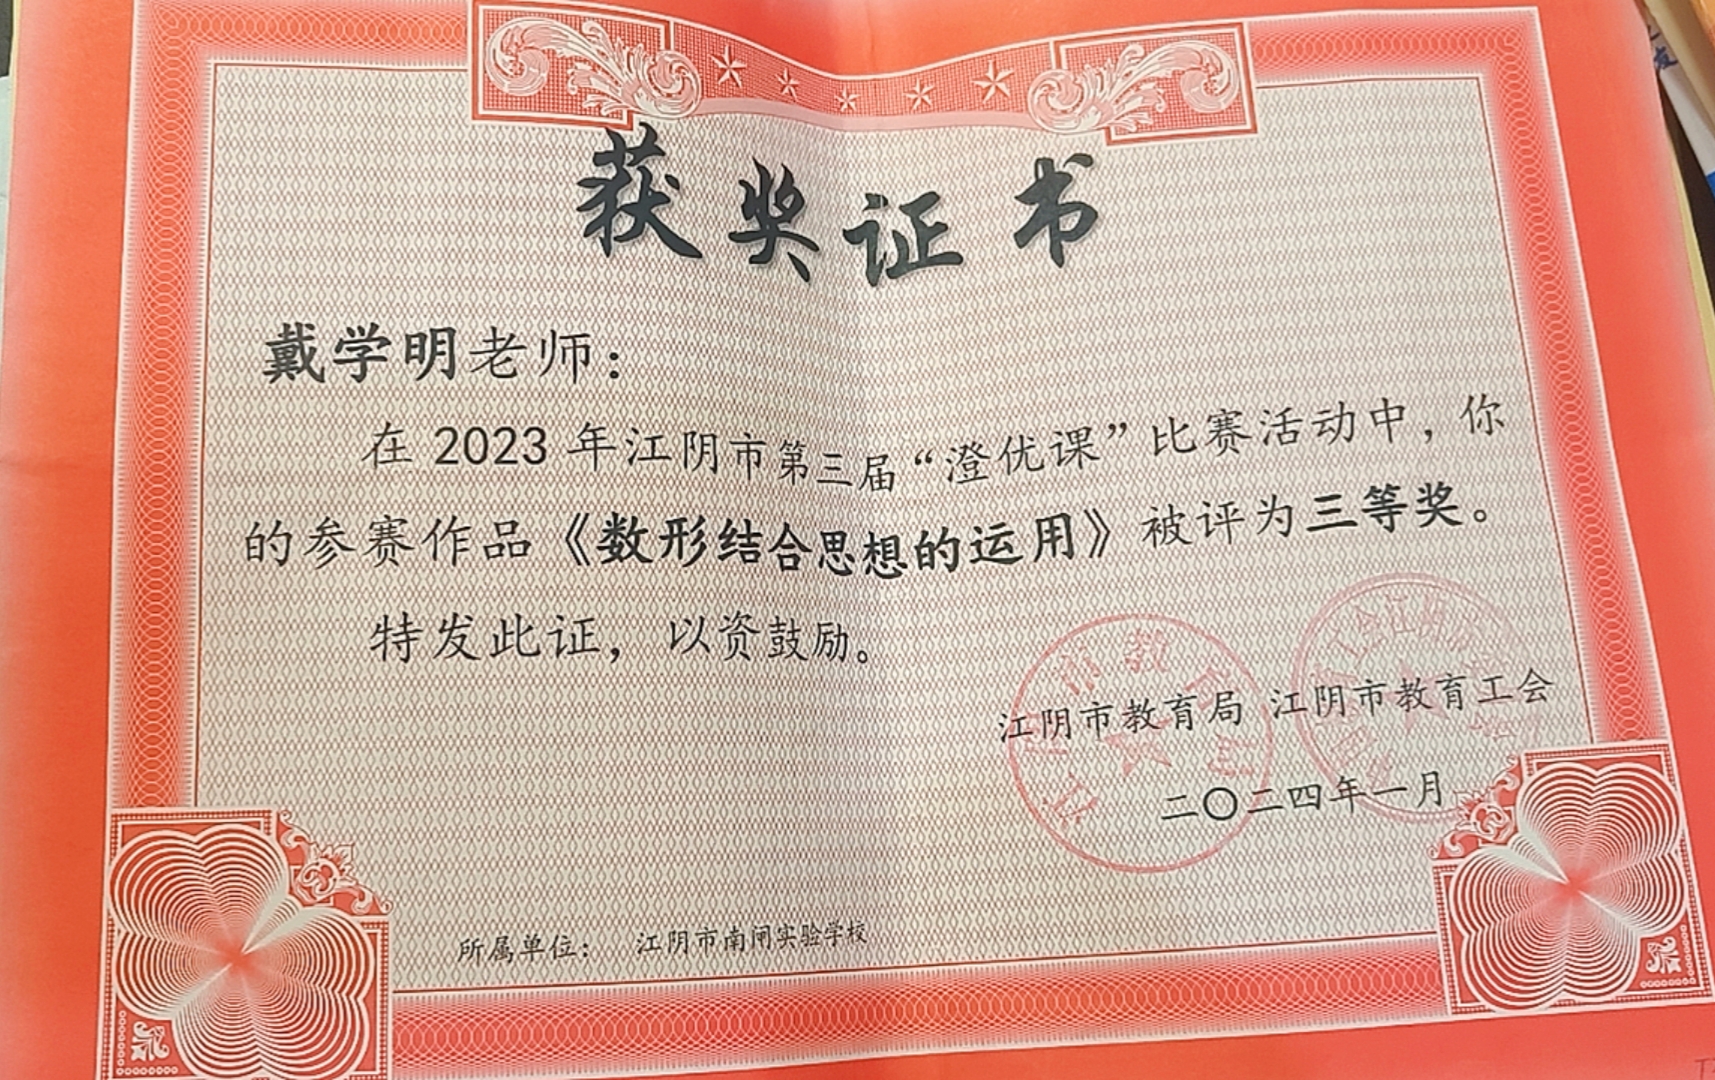 获奖证书
戴学明老师：
在 2023 年江阴市第三届“澄优课”比赛活动中，你
的参赛作品《数形结合思想的运用》被评为三等奖。
特发此证，以资鼓励。
江阴市教育局 江阴市教育工会
二〇二四年一月
所属单位： 江阴市南闸实验学校